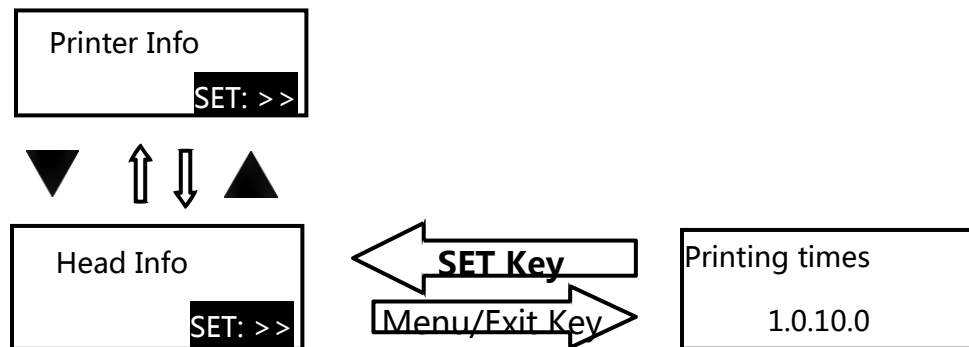 Printer Info
SET: >>
Head Info
SET: >>
SET Key
Menu/Exit Key
Printing times
1.0.10.0